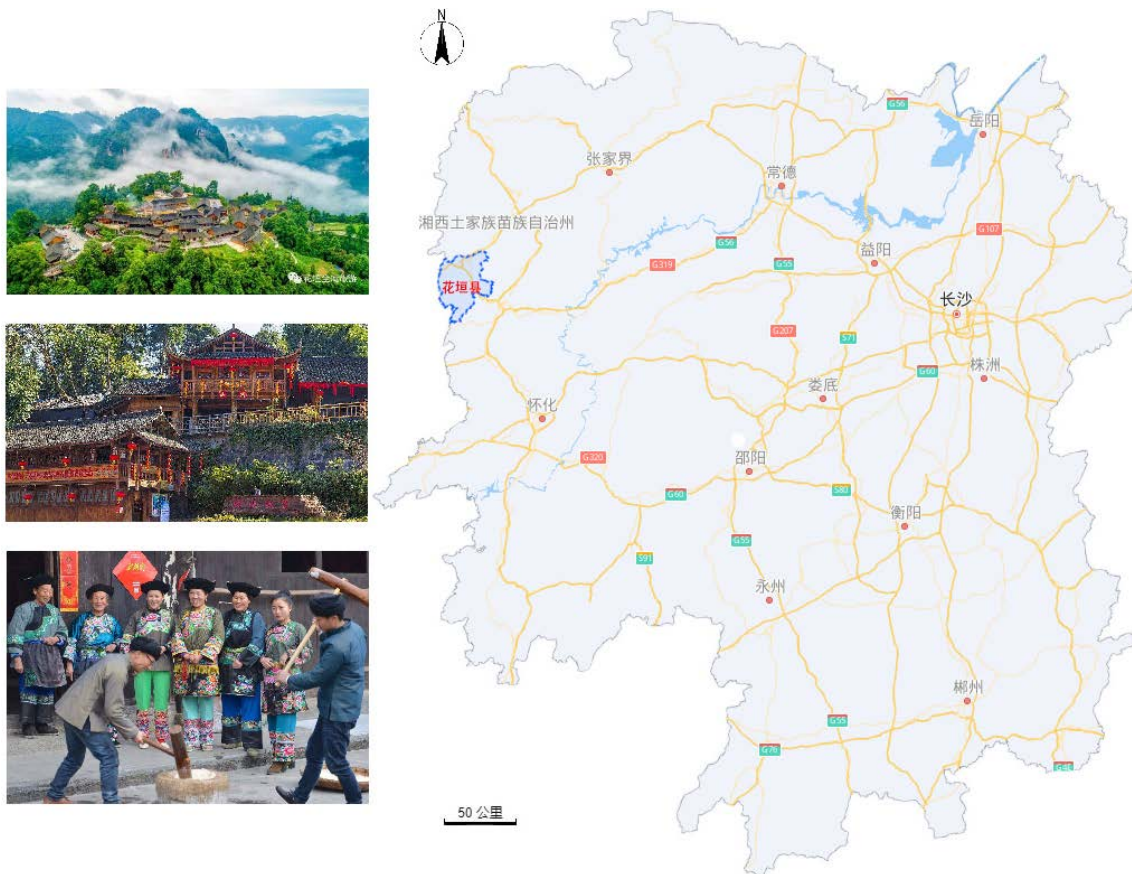 N
G56
岳阳
张家界
常德
湘西土家族苗族自治州
G107
G56
益阳
G319
G55
花垣县
长沙
G207
S71
G60
株洲
娄底
怀化
G320
邵阳
G60
S80
衡阳
G55
S91
永州
郴州
G55
G76
50 公里